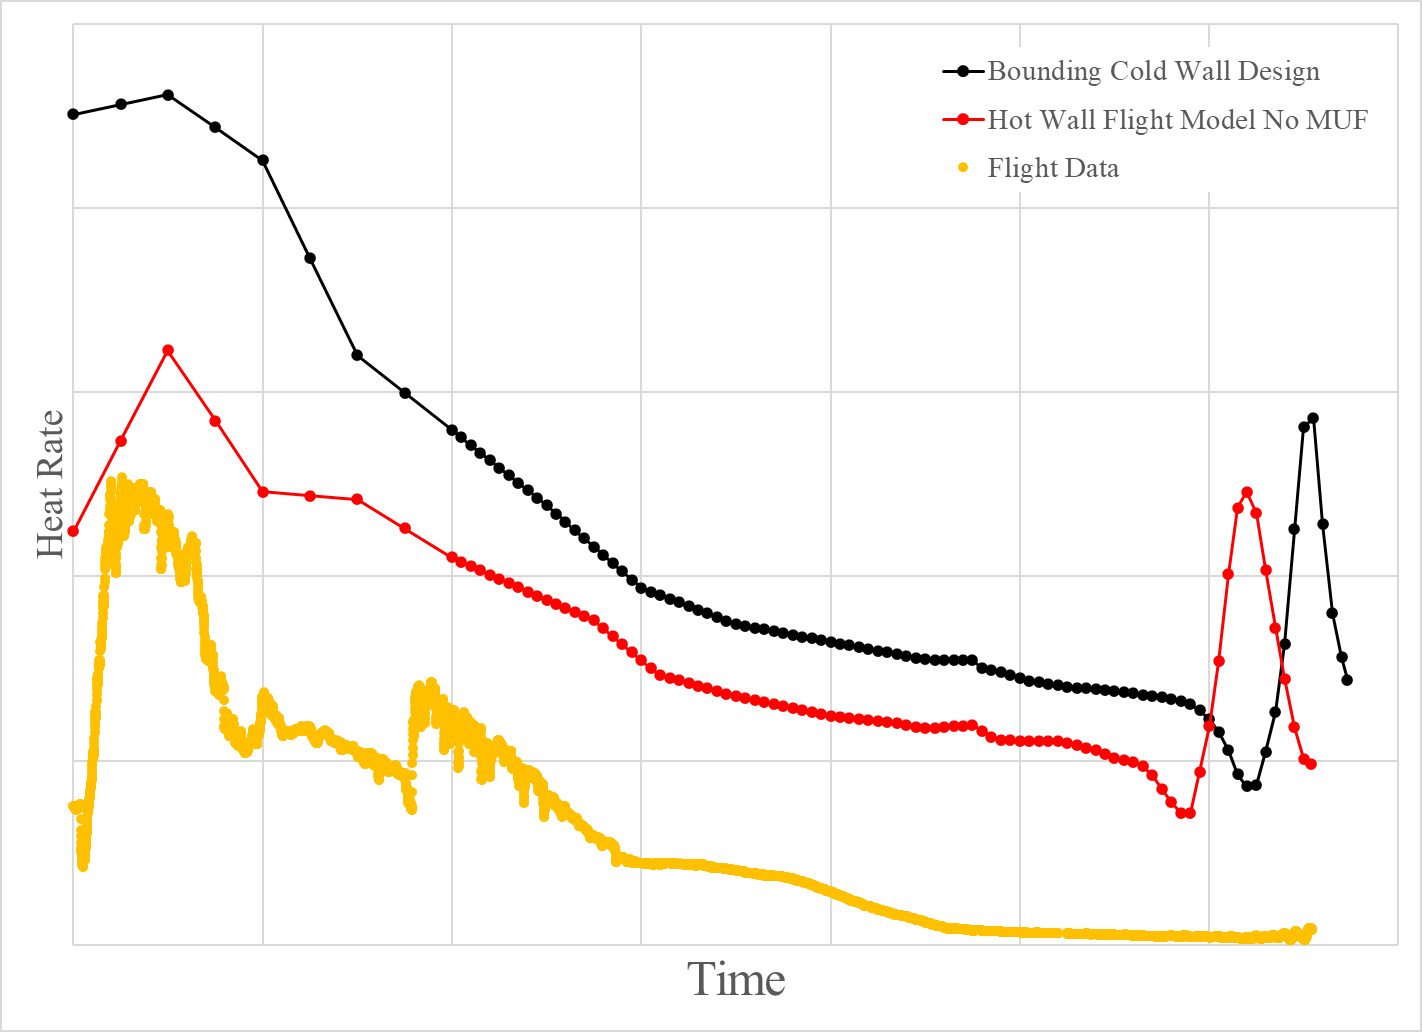 Bounding Cold Wall Design
Hot Wall Flight Model No MUF
Flight Data
Heat Rate
Time